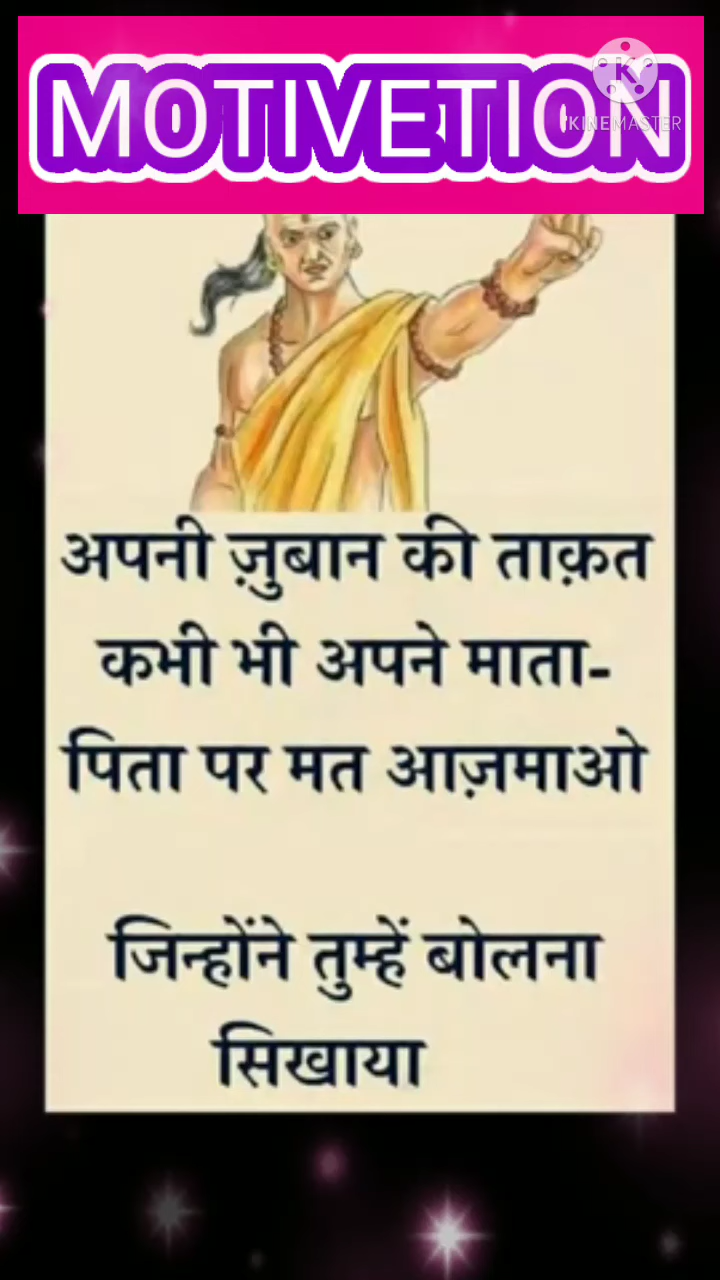 MOTIVETION
KINEMASTER
अपनी ज़ुबान की ताक़त
कभी भी अपने माता-
पिता पर मत आज़माओ
जिन्होंने तुम्हें बोलना
सिखाया